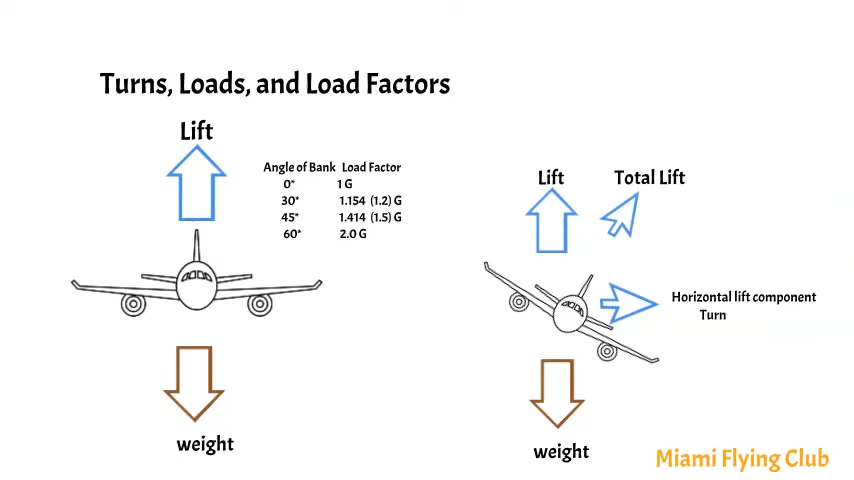 Turns, Loads, and Load Factors
Lift
Angle of Bank Load Factor
0* 1 G
30* 1.154 (1.2) G
45* 1.414 (1.5) G
60* 2.0 G
weight
Lift Total Lift
Horizontal lift component
Turn
weight
Miami Flying Club